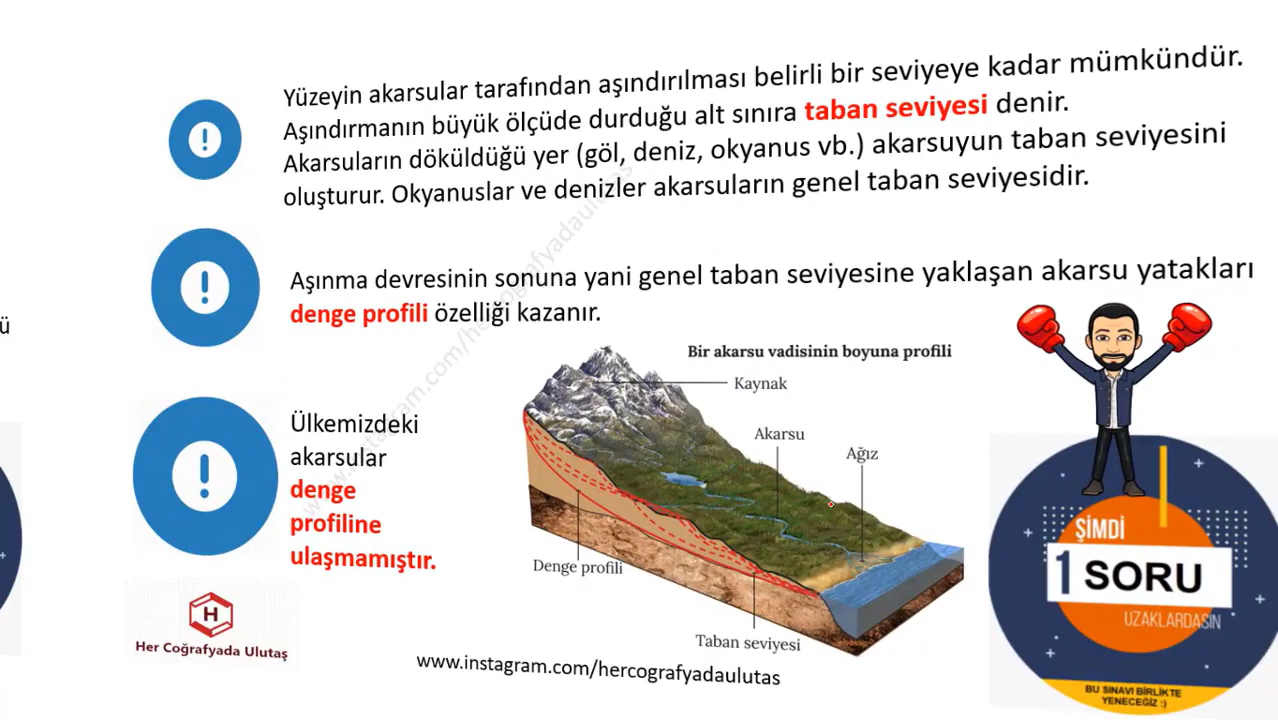 Yüzeyin akarsular tarafından aşındırılması belirli bir seviyeye kadar mümkündür.
Aşındırmanın büyük ölçüde durduğu alt sınıra taban seviyesi denir.
Akarsuların döküldüğü yer (göl, deniz, okyanus vb.) akarsuyun taban seviyesini
oluşturur. Okyanuslar ve denizler akarsuların genel taban seviyesidir.
Aşınma devresinin sonuna yani genel taban seviyesine yaklaşan akarsu yatakları
denge profili özelliği kazanır.
ü
Ülkemizdeki
akarsular
denge
profiline
ulaşmamıştır.
Bir akarsu vadisinin boyuna profili
Kaynak
Akarsu
Ağız
Denge profili
Taban seviyesi
www.instagram.com/hercografyadaulutas
www.instagram.com/hercografyadaulutas
H
Her Coğrafyada Ulutaş
ŞİMDİ
1 SORU
UZAKLARDASIN
BU SINAVI BİRLİKTE
YENECEĞİZ :)